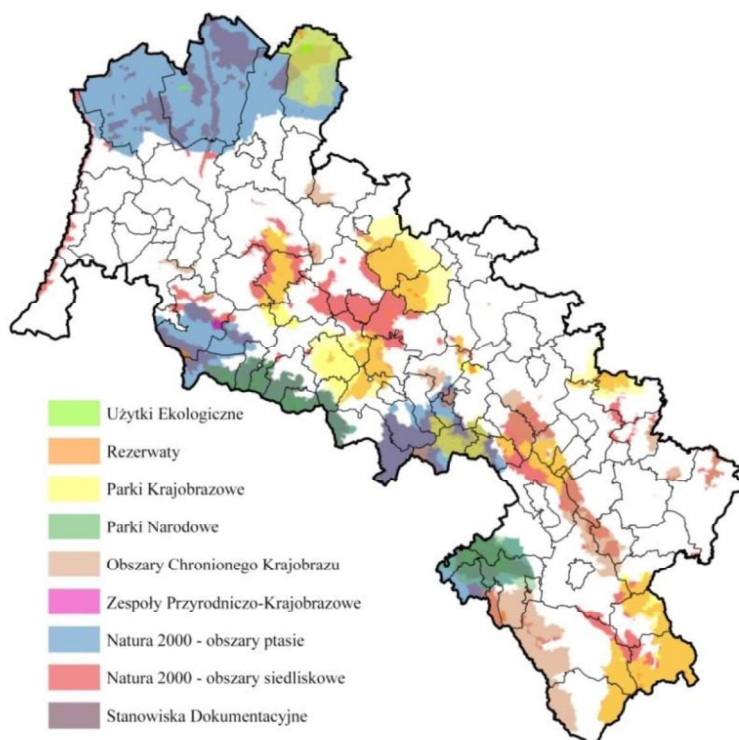 Użytki Ekologiczne
Rezerwaty
Parki Krajobrazowe
Parki Narodowe
Obszary Chronionego Krajobrazu
Zespoły Przyrodniczo-Krajobrazowe
Natura 2000 - obszary ptasie
Natura 2000 - obszary siedliskowe
Stanowiska Dokumentacyjne